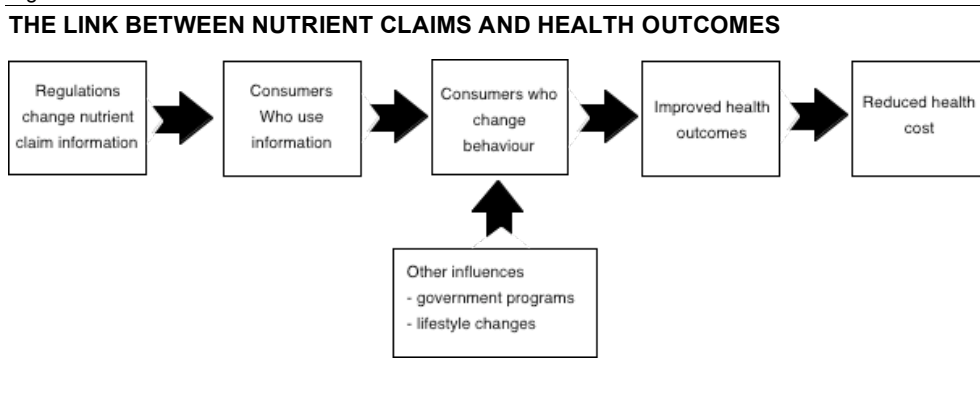 THE LINK BETWEEN NUTRIENT CLAIMS AND HEALTH OUTCOMES
Regulations
change nutrient
claim information
Consumers
Who use
information
Consumers who
change
behaviour
Improved health
outcomes
Reduced health
cost
Other influences
- government programs
- lifestyle changes